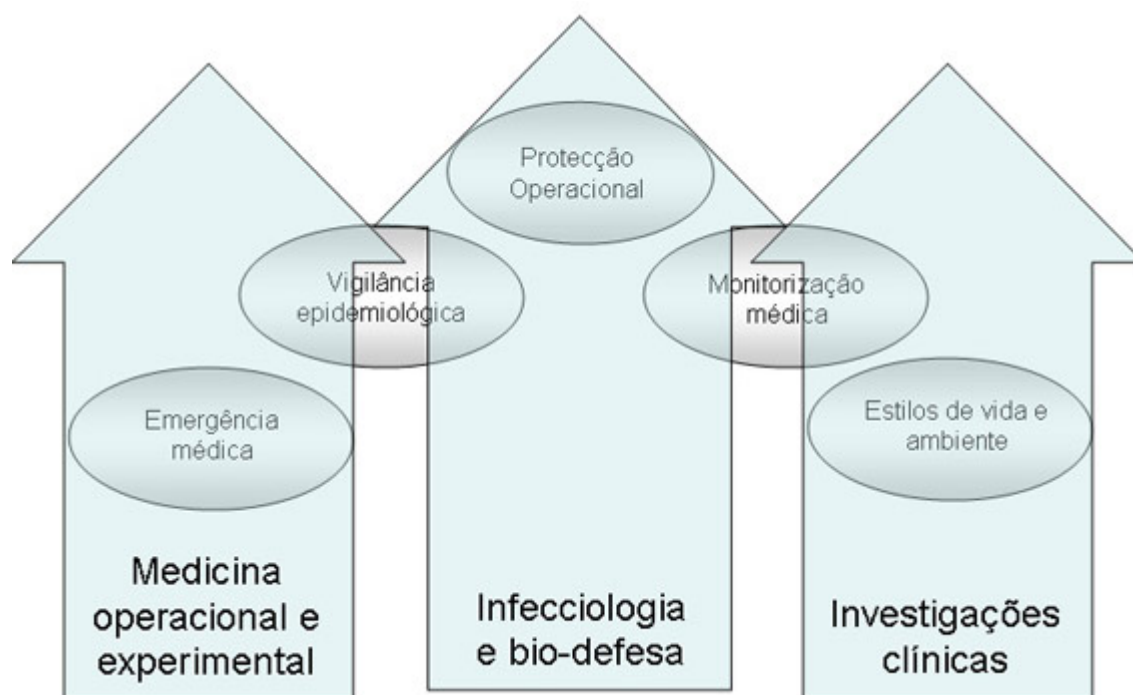 Protecção
Operacional
Vigilância
epidemiológica
Monitorização
médica
Emergência
médica
Estilos de vida e
ambiente
Medicina
operacional e
experimental
Infecciologia
e bio-defesa
Investigações
clínicas